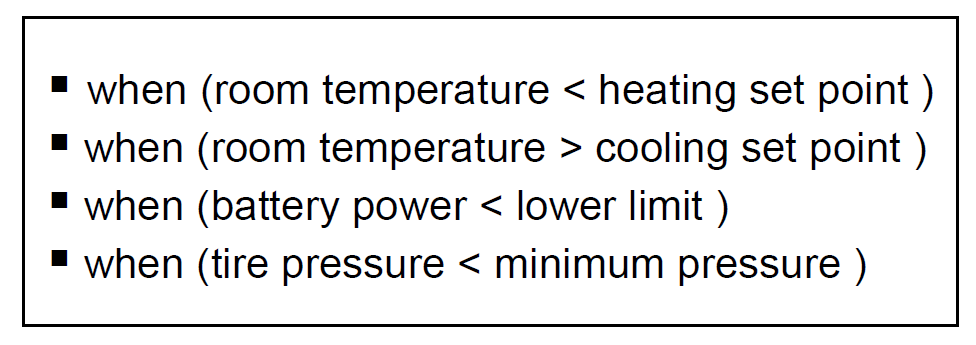 ▪ when (room temperature < heating set point )
▪ when (room temperature > cooling set point )
▪ when (battery power < lower limit )
▪ when (tire pressure < minimum pressure )